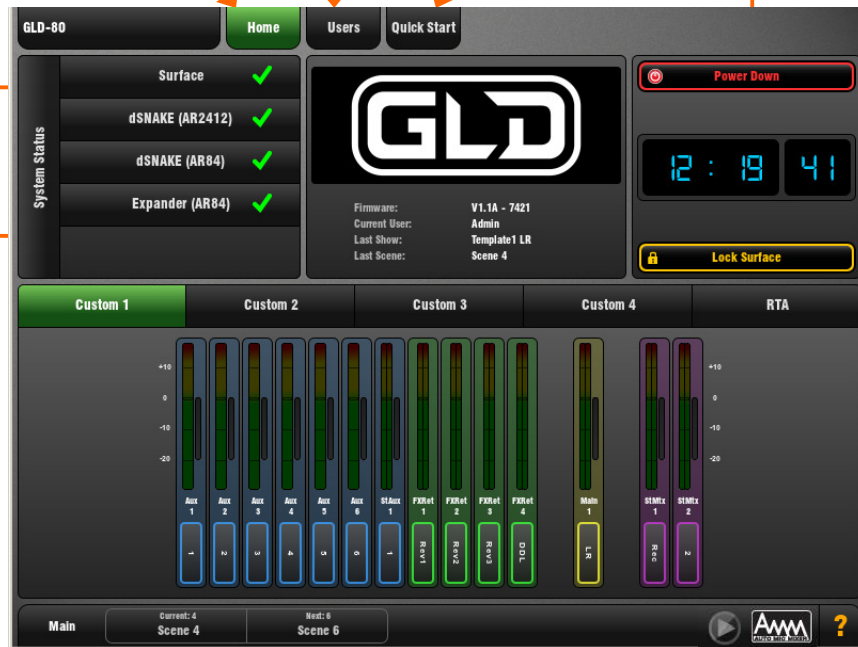 GLD-80
Home
Users
Quick Start
System Status
Surface
dSNAKE (AR2412)
dSNAKE (AR84)
Expander (AR84)
GLD
Firmware: V1.1A - 7421
Current User: Admin
Last Show: Template1 LR
Last Scene: Scene 4
Power Down
12 : 19 41
Lock Surface
Custom 1
Custom 2
Custom 3
Custom 4
RTA
+10
0
-10
-20
Aux 1
Aux 2
Aux 3
Aux 4
Aux 5
Aux 6
StAux 1
FXRet 1
FXRet 2
FXRet 3
FXRet 4
Main 1
StMtx 1
StMtx 2
+10
0
-10
-20
1
2
3
4
5
6
1
Rev1
Rev2
Rev3
DDL
LR
Rec
2
Main
Current: 4
Scene 4
Next: 6
Scene 6
AMM
AUTO MIC MIXER
?